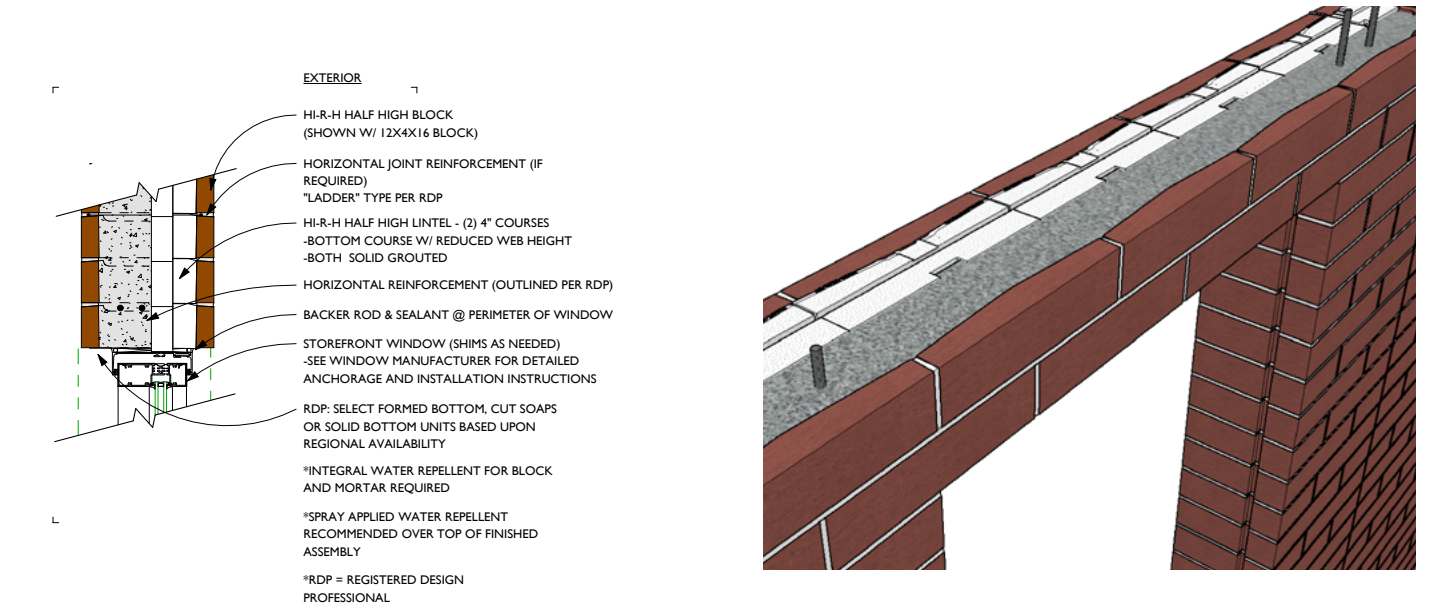 EXTERIOR
HI-R-H HALF HIGH BLOCK
(SHOWN W/ 12X4X16 BLOCK)
HORIZONTAL JOINT REINFORCEMENT (IF
REQUIRED)
"LADDER" TYPE PER RDP
HI-R-H HALF HIGH LINTEL - (2) 4" COURSES
-BOTTOM COURSE W/ REDUCED WEB HEIGHT
-BOTH SOLID GROUTED
HORIZONTAL REINFORCEMENT (OUTLINED PER RDP)
BACKER ROD & SEALANT @ PERIMETER OF WINDOW
STOREFRONT WINDOW (SHIMS AS NEEDED)
-SEE WINDOW MANUFACTURER FOR DETAILED
ANCHORAGE AND INSTALLATION INSTRUCTIONS
RDP: SELECT FORMED BOTTOM, CUT SOAPS
OR SOLID BOTTOM UNITS BASED UPON
REGIONAL AVAILABILITY
*INTEGRAL WATER REPELLENT FOR BLOCK
AND MORTAR REQUIRED
*SPRAY APPLIED WATER REPELLENT
RECOMMENDED OVER TOP OF FINISHED
ASSEMBLY
*RDP = REGISTERED DESIGN
PROFESSIONAL